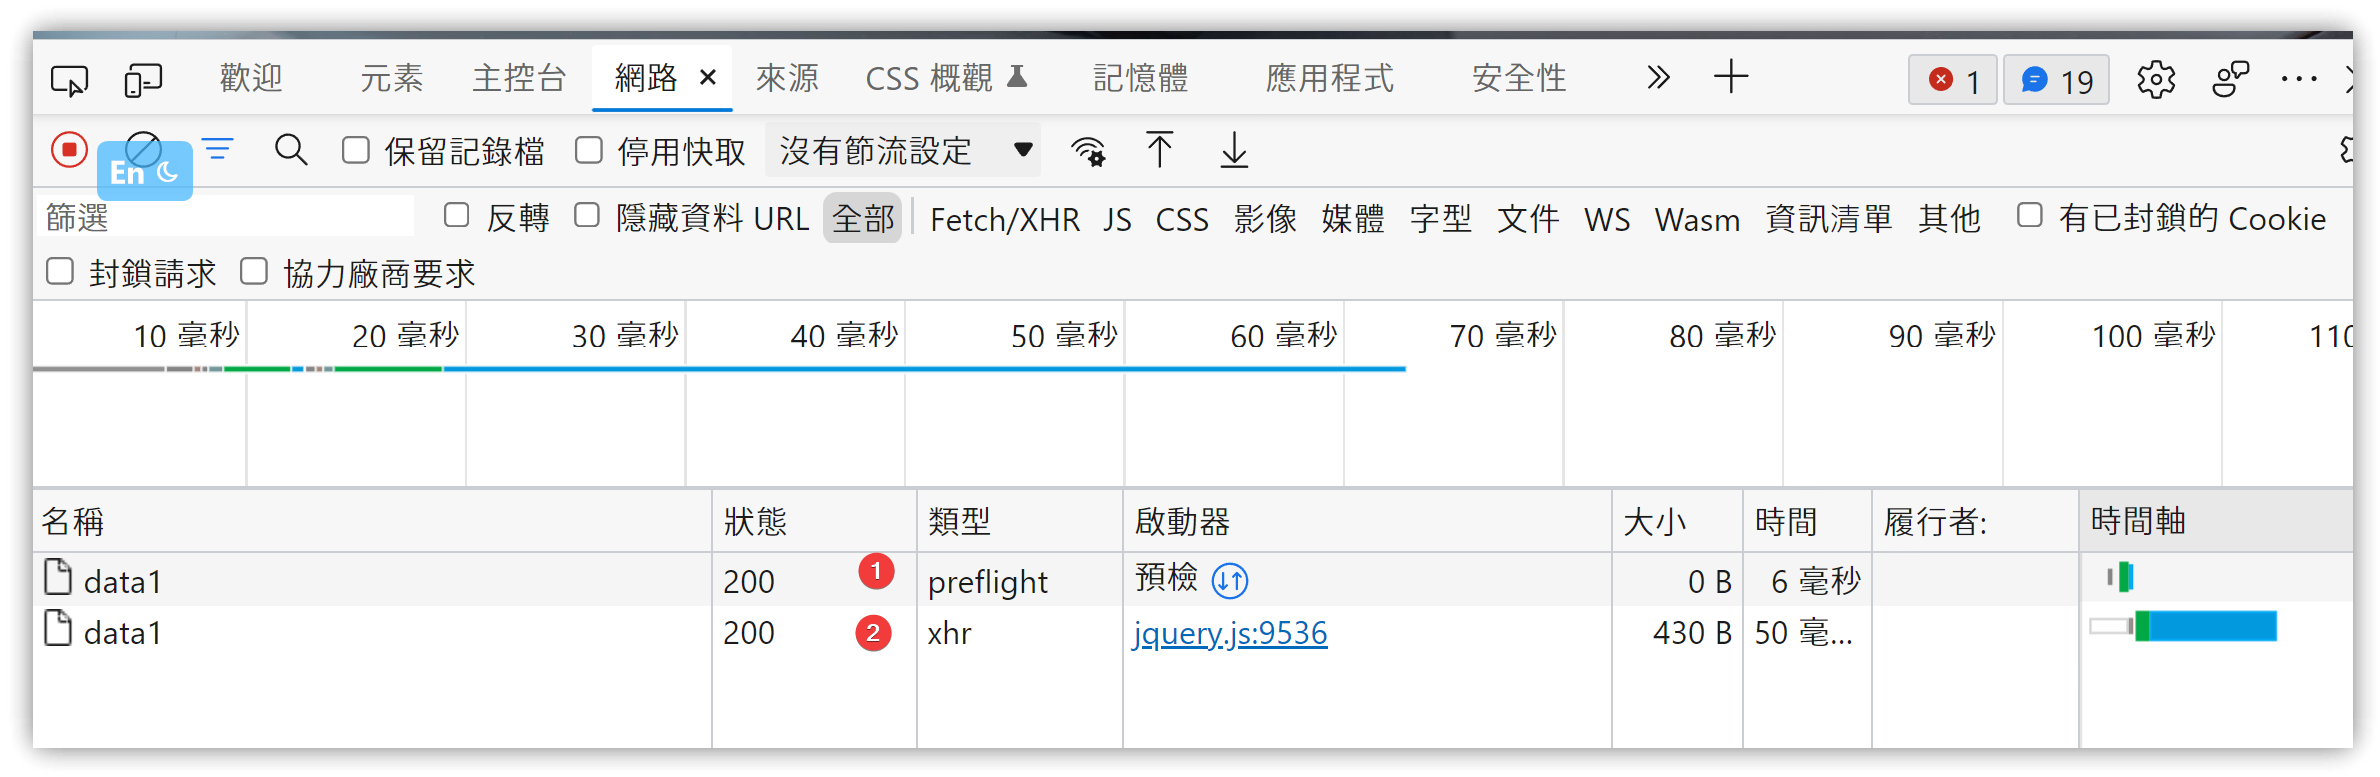 歡迎 元素 主控台 網路 × 來源 CSS 概觀 記憶體 應用程式 安全性 1 19
保留記錄檔 停用快取 沒有節流設定
En
篩選 反轉 隱藏資料 URL 全部 Fetch/XHR JS CSS 影像 媒體 字型 文件 WS Wasm 資訊清單 其他 有已封鎖的 Cookie
封鎖請求 協力廠商要求
10 毫秒 20 毫秒 30 毫秒 40 毫秒 50 毫秒 60 毫秒 70 毫秒 80 毫秒 90 毫秒 100 毫秒 110
名稱 狀態 類型 啟動器 大小 時間 履行者: 時間軸
data1 200 1 preflight 預檢 0 B 6 毫秒
data1 200 2 xhr jquery.js:9536 430 B 50 毫...